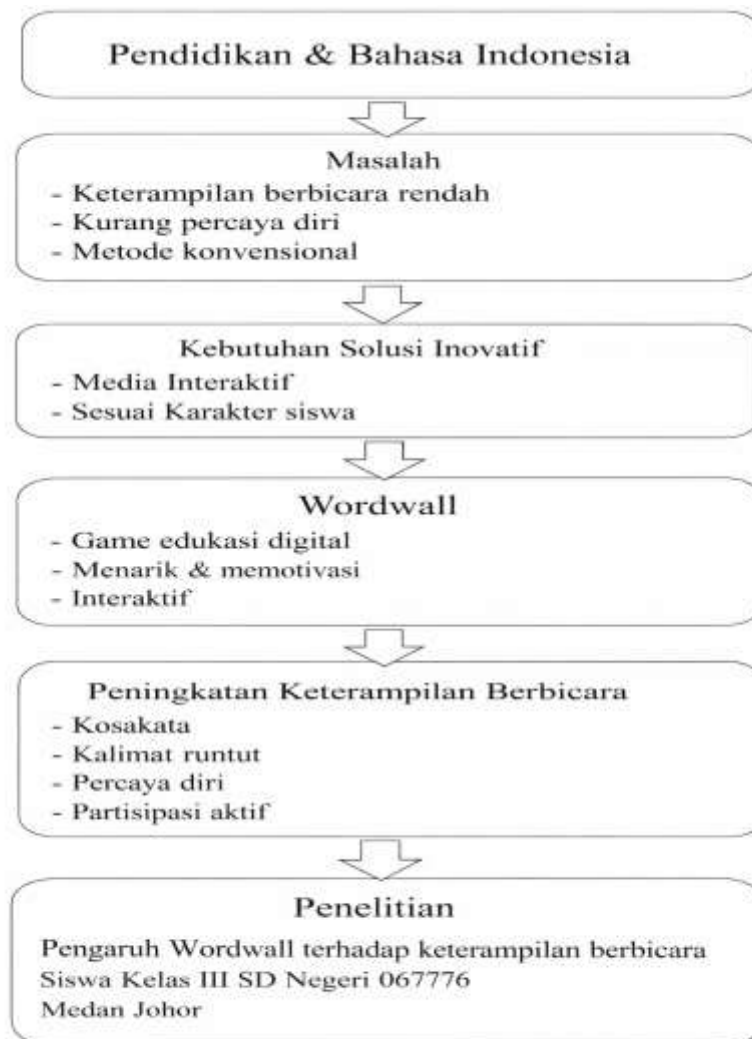 Pendidikan & Bahasa Indonesia
Masalah
- Keterampilan berbicara rendah
- Kurang percaya diri
- Metode konvensional
Kebutuhan Solusi Inovatif
- Media Interaktif
- Sesuai Karakter siswa
Wordwall
- Game edukasi digital
- Menarik & memotivasi
- Interaktif
Peningkatan Keterampilan Berbicara
- Kosakata
- Kalimat runtut
- Percaya diri
- Partisipasi aktif
Penelitian
Pengaruh Wordwall terhadap keterampilan berbicara
Siswa Kelas III SD Negeri 067776
Medan Johor